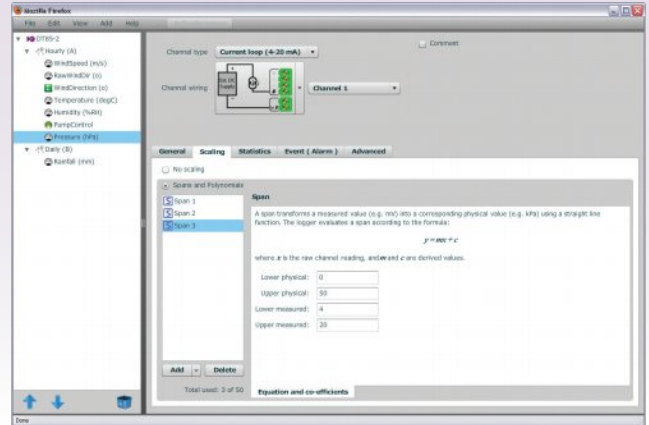 Mozilla Firefox
File Edit View Add Help
DT85-2
Hourly (A)
WindSpeed (m/s)
RawWindDir (o)
WindDirection (o)
Temperature (degC)
Humidity (%RH)
PumpControl
Pressure (hPa)
Daily (B)
Rainfall (mm)
Channel type Current loop (4-20 mA)
Comment
Channel wiring Channel 1
General Scaling Statistics Event ( Alarm ) Advanced
No scaling
Spans and Polynomials
Span 1
Span 2
Span 3
Add Delete
Total used: 3 of 50
Span
A span transforms a measured value (e.g. mV) into a corresponding physical value (e.g. kPa) using a straight line
function. The logger evaluates a span according to the formula:
y = mx + c
where x is the raw channel reading, and m and c are derived values.
Lower physical: 0
Upper physical: 50
Lower measured: 4
Upper measured: 20
Equation and co-efficients
Done